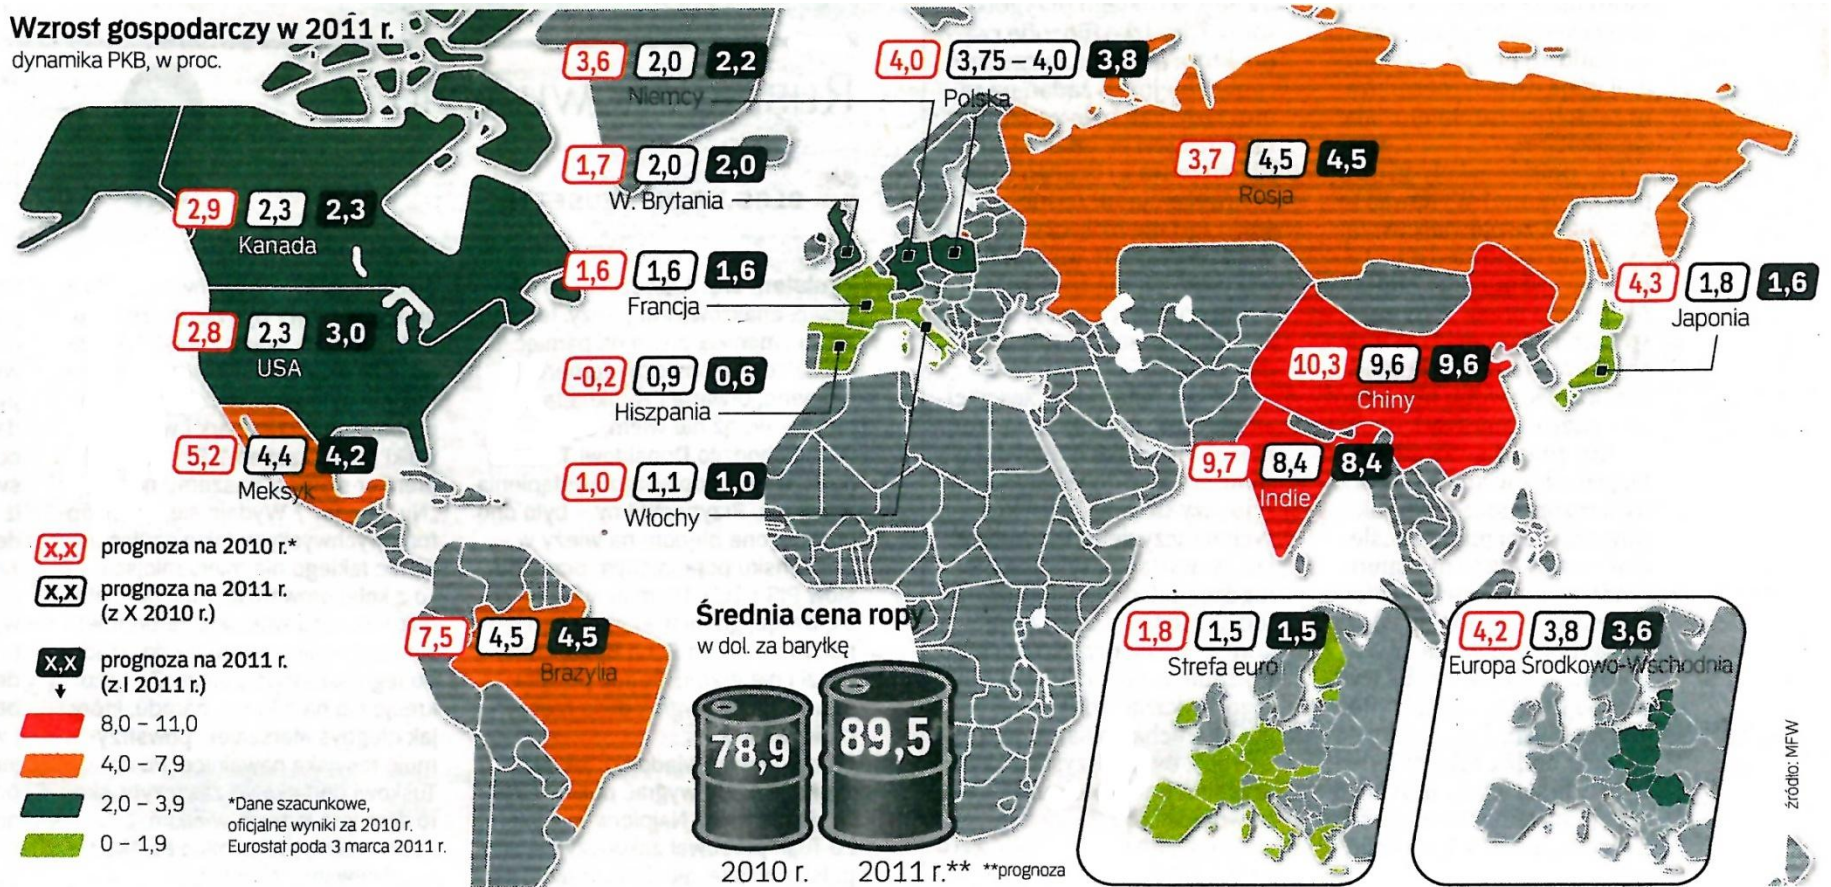 Wzrost gospodarczy w 2011 r.
dynamika PKB, w proc.
3,6 2,0 2,2
Niemcy
4,0 3,75 – 4,0 3,8
Polska
1,7 2,0 2,0
W. Brytania
3,7 4,5 4,5
Rosja
2,9 2,3 2,3
Kanada
1,6 1,6 1,6
Francja
4,3 1,8 1,6
Japonia
2,8 2,3 3,0
USA
-0,2 0,9 0,6
Hiszpania
10,3 9,6 9,6
Chiny
5,2 4,4 4,2
Meksyk
1,0 1,1 1,0
Włochy
9,7 8,4 8,4
Indie
x,x prognoza na 2010 r.*
x,x prognoza na 2011 r.
(z X 2010 r.)
x,x prognoza na 2011 r.
(z I 2011 r.)
8,0 – 11,0
4,0 – 7,9
2,0 – 3,9
0 – 1,9
*Dane szacunkowe,
oficjalne wyniki za 2010 r.
Eurostat poda 3 marca 2011 r.
7,5 4,5 4,5
Brazylia
Średnia cena ropy
w dol. za baryłkę
78,9 89,5
2010 r. 2011 r.** **prognoza
1,8 1,5 1,5
Strefa euro
4,2 3,8 3,6
Europa Środkowo-Wschodnia
źródło: MFW